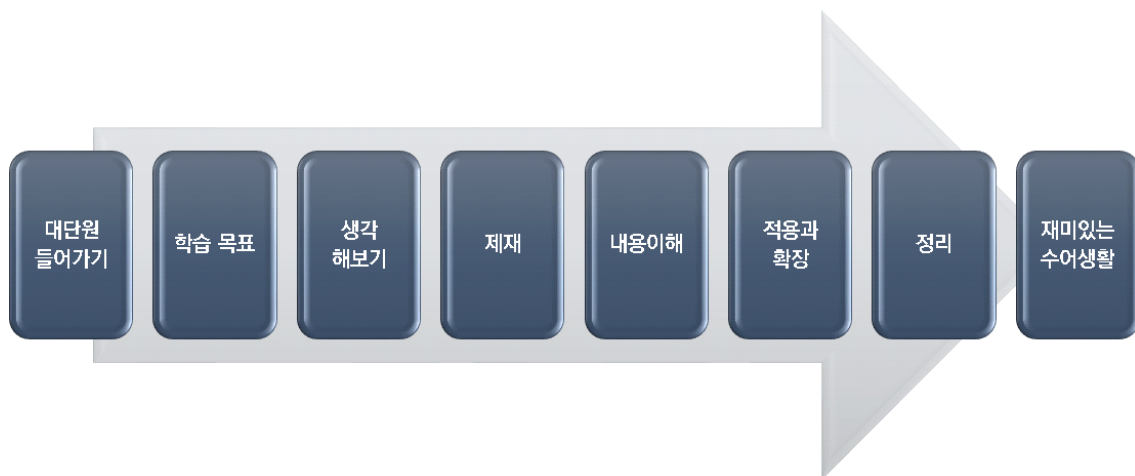 대단원
들어가기
학습 목표
생각
해보기
제재
내용이해
적용과
확장
정리
재미있는
수어생활